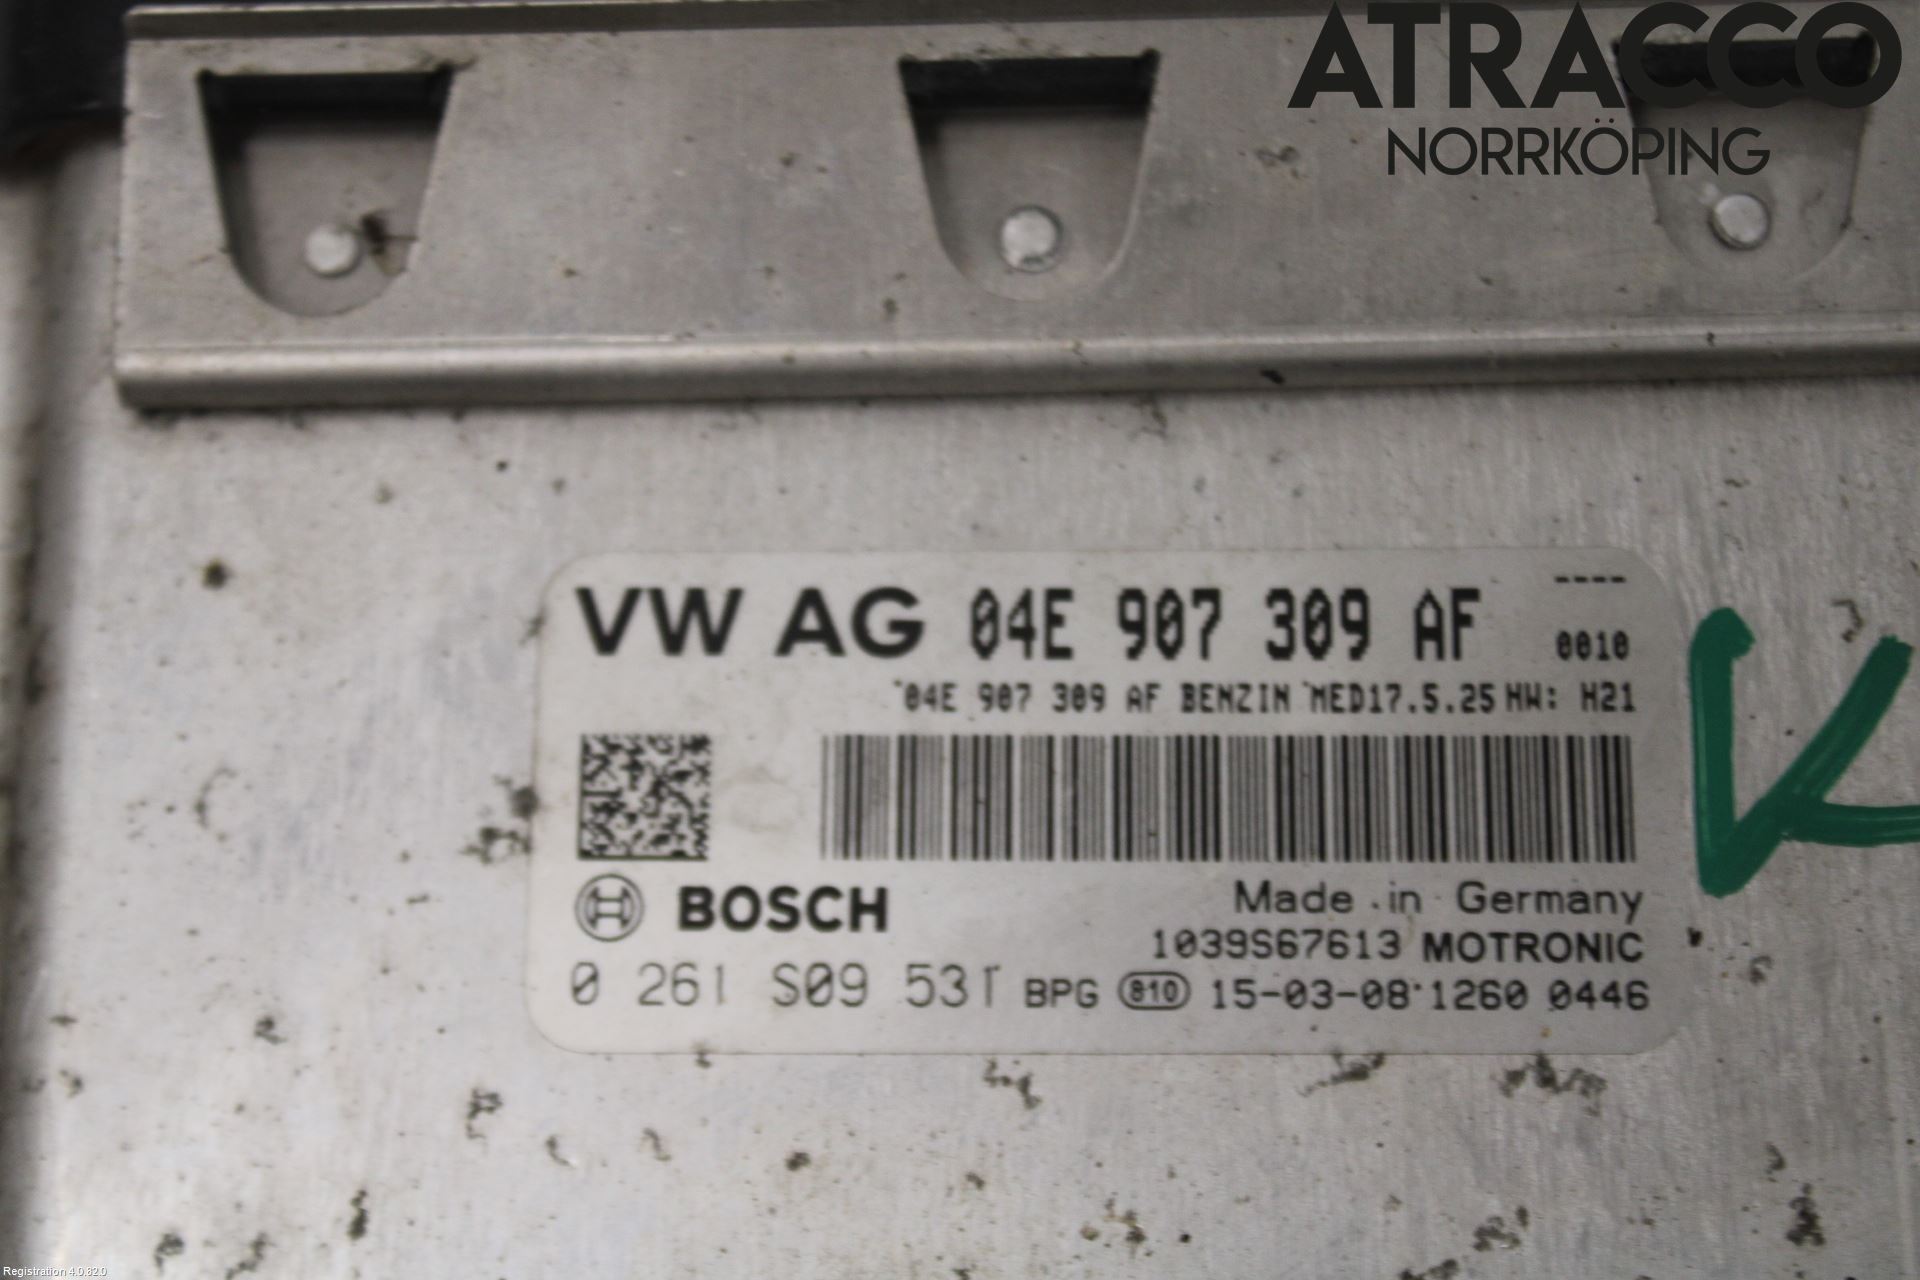 ATRACCO
NORRKÖPING
VW AG 04E 907 309 AF ----
0010
04E 907 309 AF BENZIN MED17.5.25 HW: H21
BOSCH
Made in Germany
1039S67613 MOTRONIC
0 261 S09 531 BPG 810 15-03-08 1260 0446
K
Registration 4.0.82.0